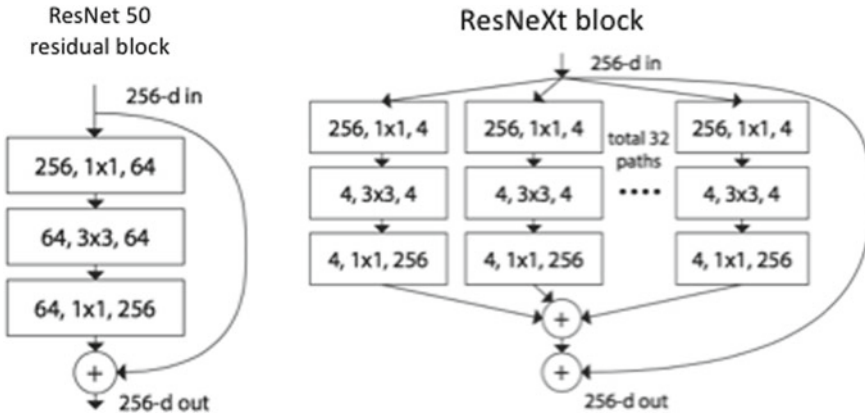 ResNet 50
residual block
256-d in
256, 1x1, 64
64, 3x3, 64
64, 1x1, 256
+
256-d out
ResNeXt block
256-d in
256, 1x1, 4
256, 1x1, 4
total 32
paths
256, 1x1, 4
4, 3x3, 4
4, 3x3, 4
....
4, 3x3, 4
4, 1x1, 256
4, 1x1, 256
4, 1x1, 256
+
+
256-d out